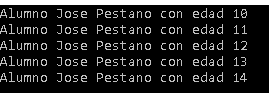 Alumno Jose Pestano con edad 10
Alumno Jose Pestano con edad 11
Alumno Jose Pestano con edad 12
Alumno Jose Pestano con edad 13
Alumno Jose Pestano con edad 14